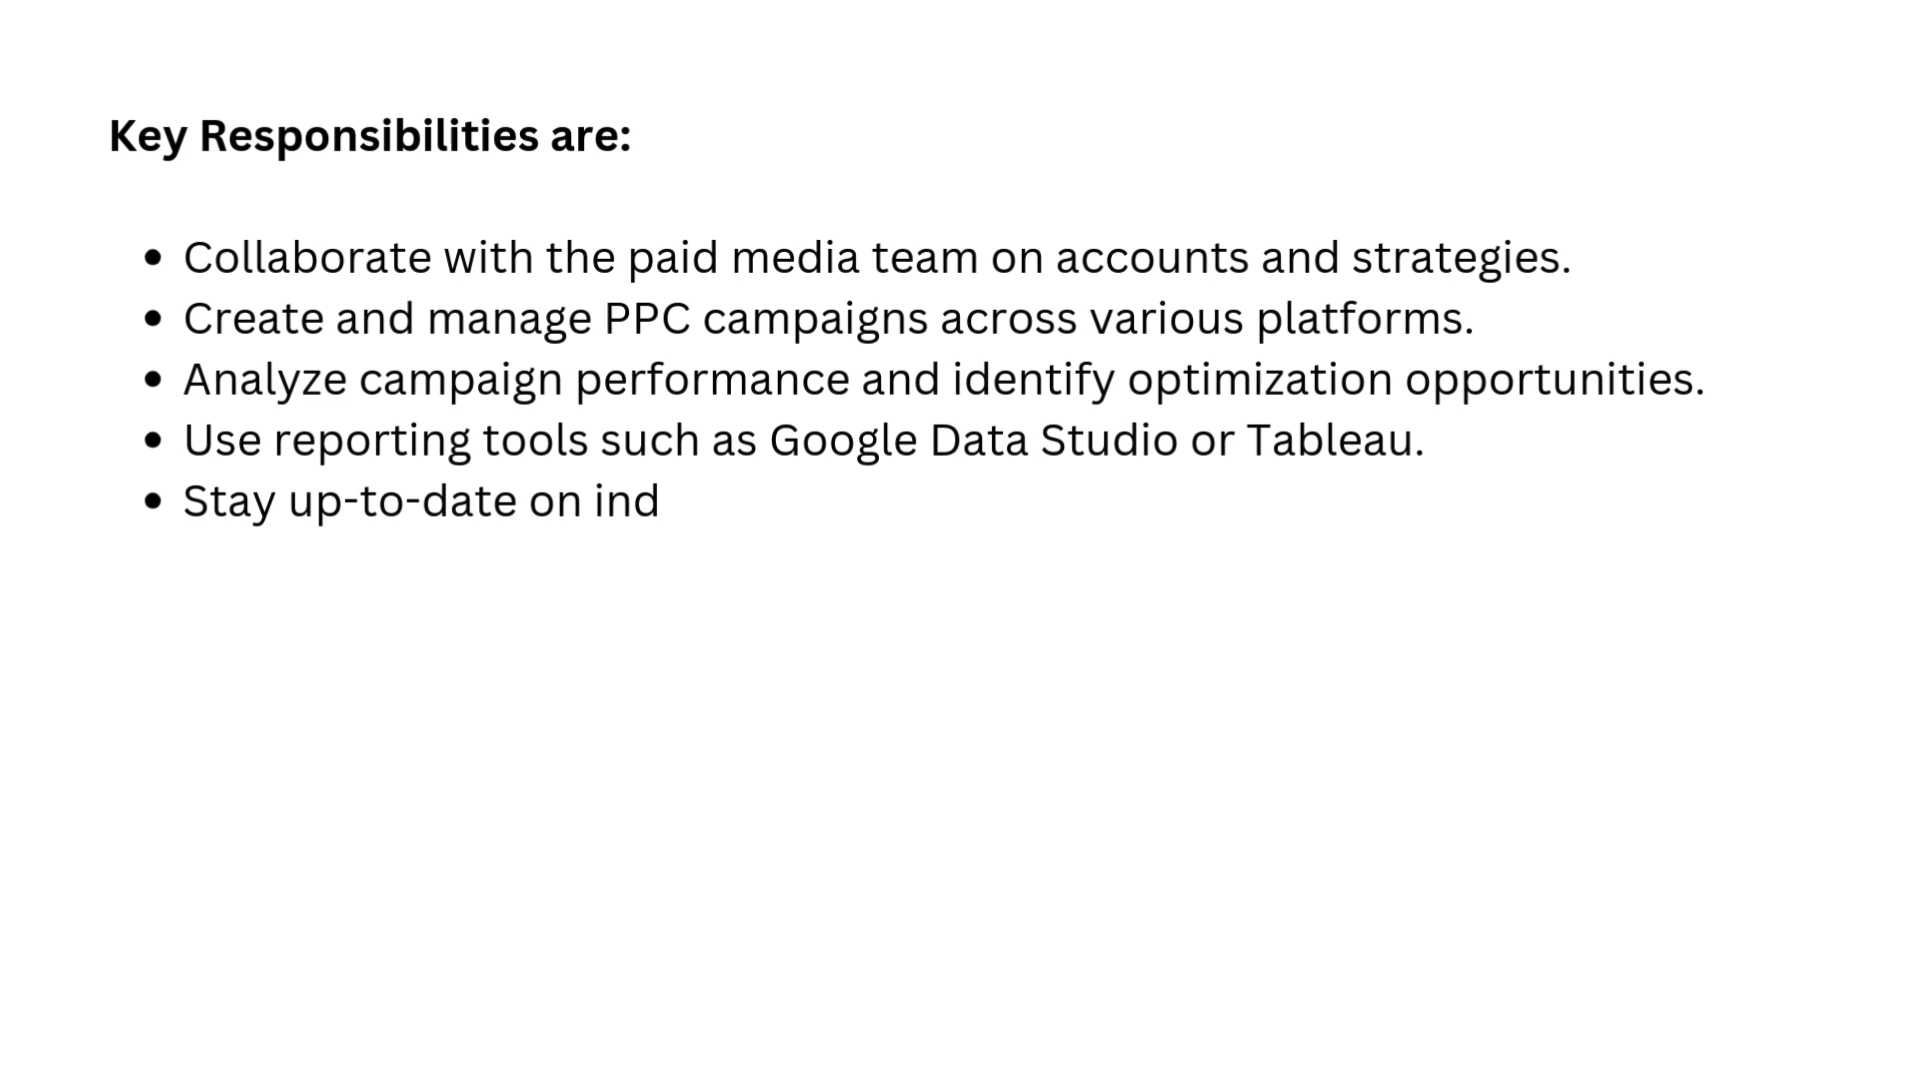 Key Responsibilities are:
• Collaborate with the paid media team on accounts and strategies.
• Create and manage PPC campaigns across various platforms.
• Analyze campaign performance and identify optimization opportunities.
• Use reporting tools such as Google Data Studio or Tableau.
• Stay up-to-date on ind